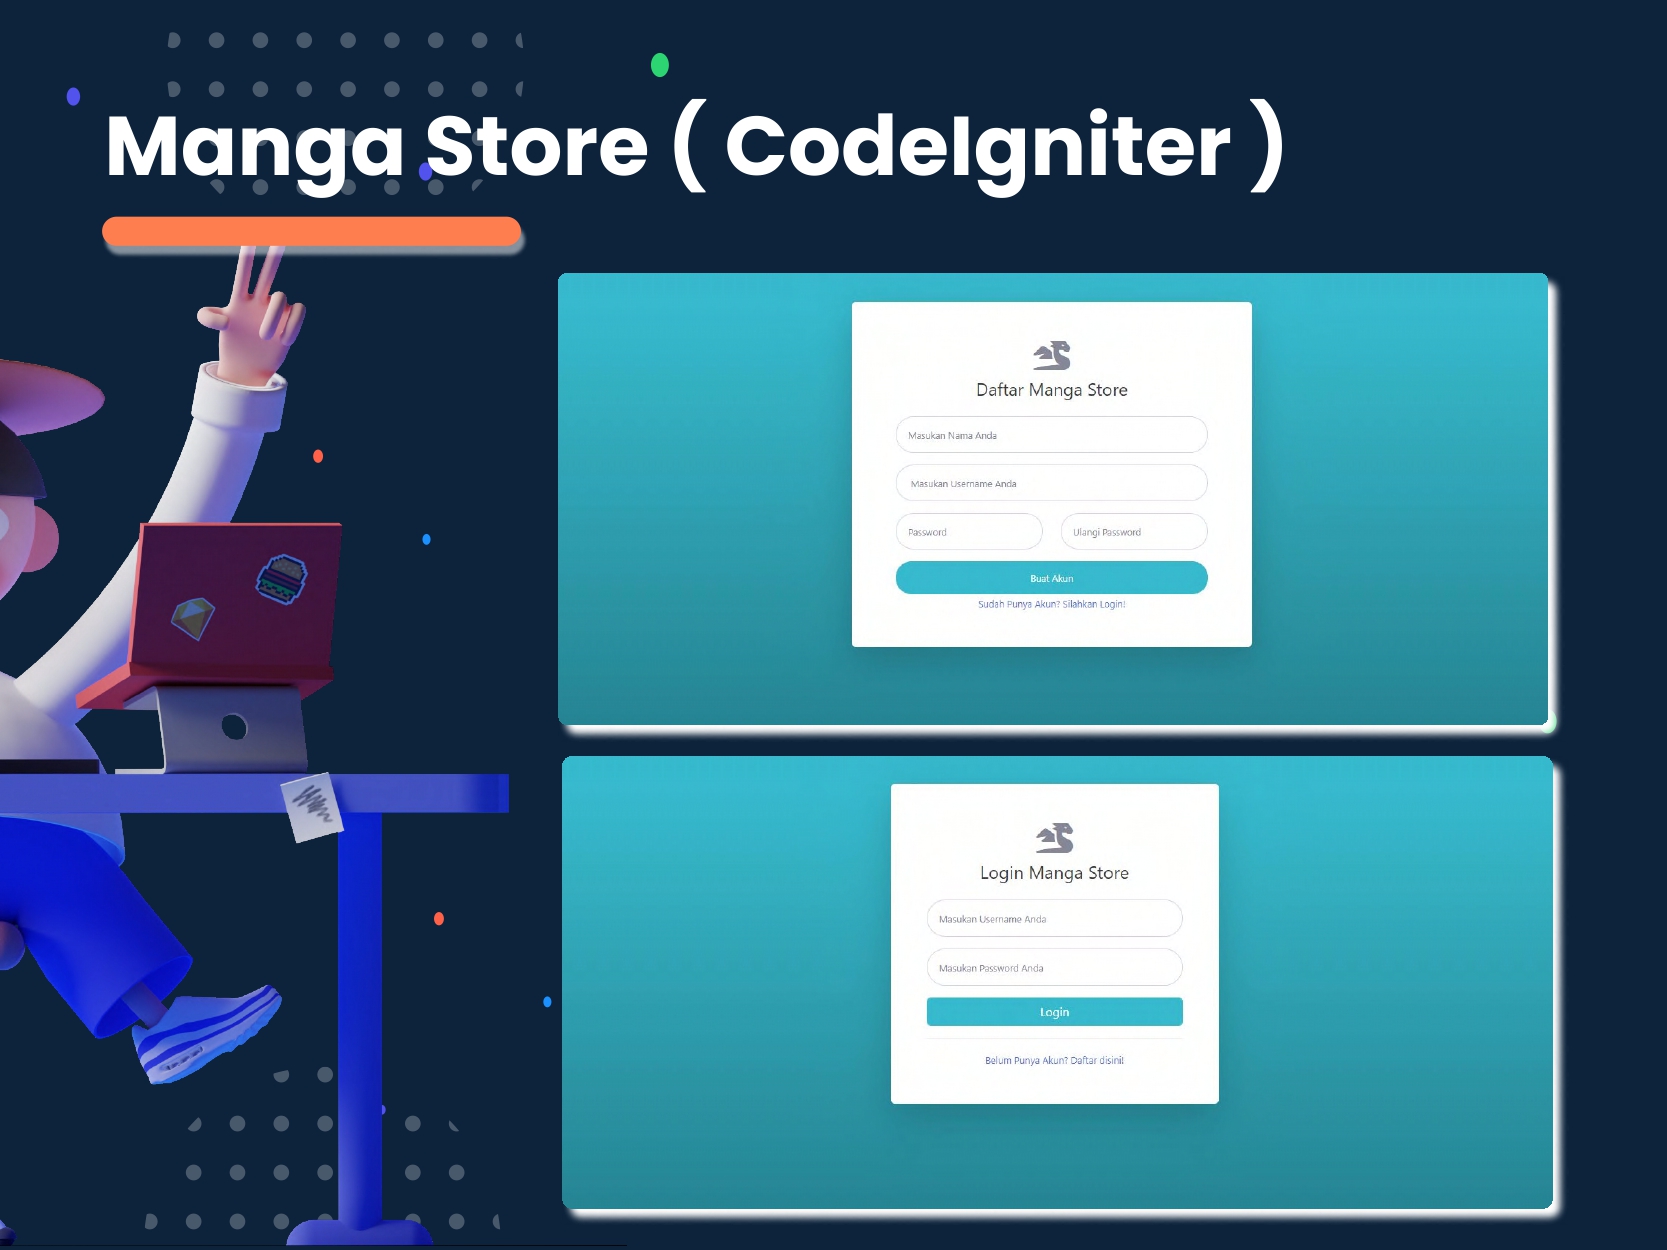 Manga Store ( CodeIgniter )
Daftar Manga Store
Masukan Nama Anda
Masukan Username Anda
Password
Ulangi Password
Buat Akun
Sudah Punya Akun? Silahkan Login!
Login Manga Store
Masukan Username Anda
Masukan Password Anda
Login
Belum Punya Akun? Daftar disini!